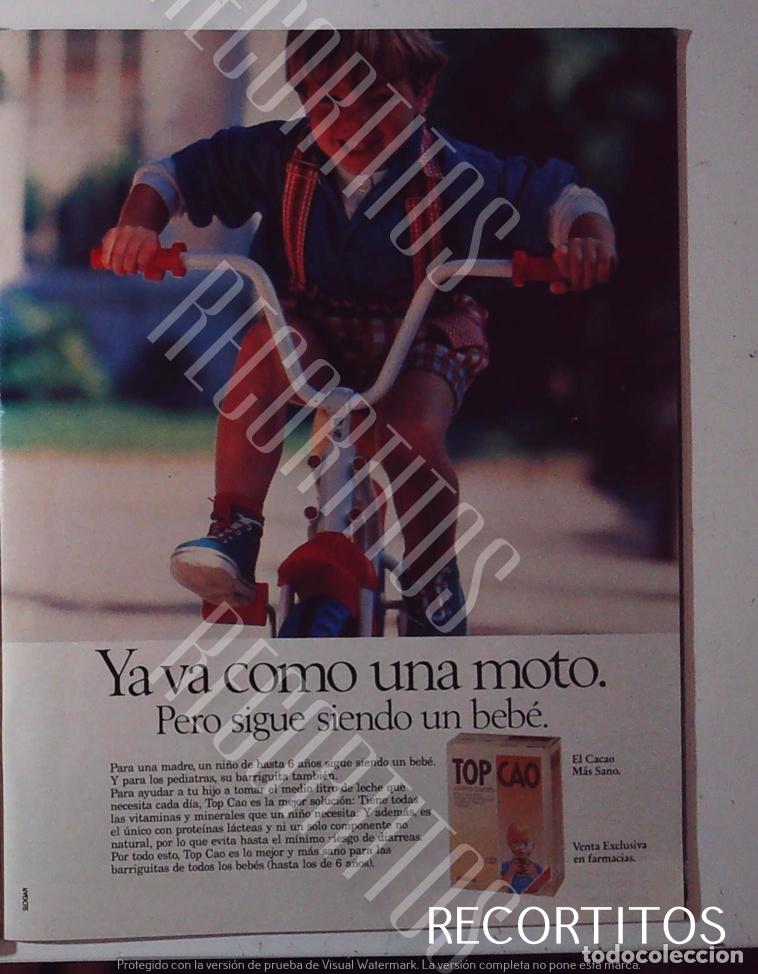 Ya va como una moto.
Pero sigue siendo un bebé.
Para una madre, un niño de hasta 6 años sigue siendo un bebé.
Y para los pediatras, su barriguita también.
Para ayudar a tu hijo a tomar el medio litro de leche que
necesita cada día, Top Cao es la mejor solución: Tiene todas
las vitaminas y minerales que un niño necesita. Y además, es
el único con proteínas lácteas y ni un solo componente no
natural, por lo que evita hasta el mínimo riesgo de diarreas.
Por todo esto, Top Cao es lo mejor y más sano para las
barriguitas de todos los bebés (hasta los de 6 años).
TOP CAO
El Cacao
Más Sano.
Venta Exclusiva
en farmacias.
SLOGAN
RECORTITOS
RECORTITOS
RECORTITOS
RECORTITOS
RECORTITOS
todocoleccion
Protegido con la versión de prueba de Visual Watermark. La versión completa no pone esta marca.